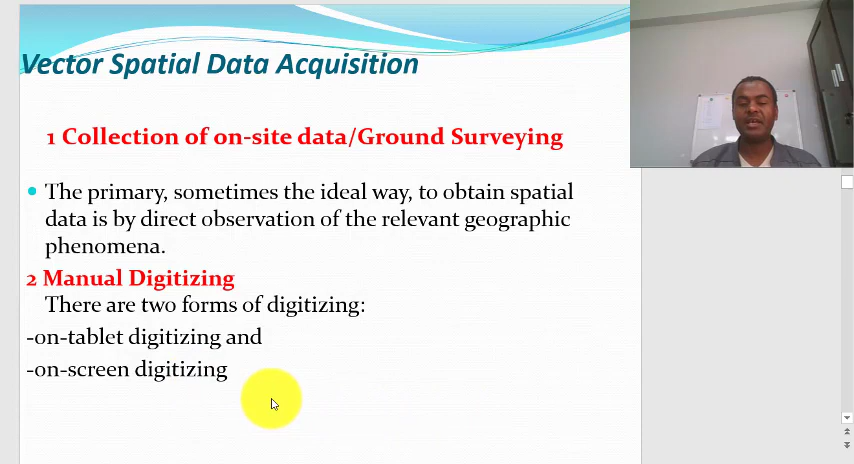 Vector Spatial Data Acquisition
1 Collection of on-site data/Ground Surveying
The primary, sometimes the ideal way, to obtain spatial
data is by direct observation of the relevant geographic
phenomena.
2 Manual Digitizing
There are two forms of digitizing:
-on-tablet digitizing and
-on-screen digitizing